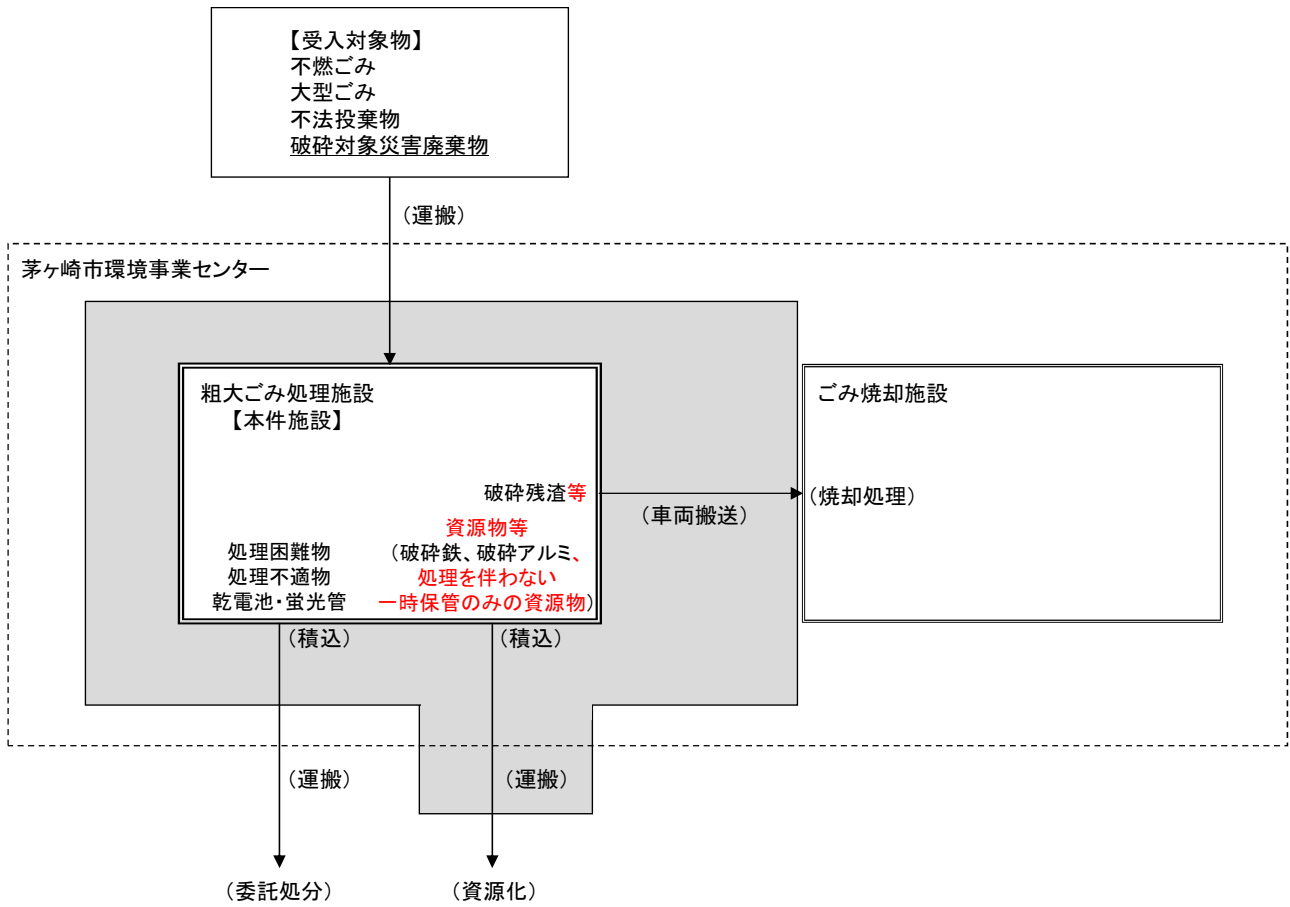 【受入対象物】
不燃ごみ
大型ごみ
不法投棄物
破砕対象災害廃棄物
（運搬）
茅ヶ崎市環境事業センター
粗大ごみ処理施設
【本件施設】
ごみ焼却施設
破砕残渣等
（車両搬送）
（焼却処理）
資源物等
（破砕鉄、破砕アルミ、
処理を伴わない
一時保管のみの資源物）
処理困難物
処理不適物
乾電池・蛍光管
（積込）
（積込）
（運搬）
（運搬）
（委託処分）
（資源化）